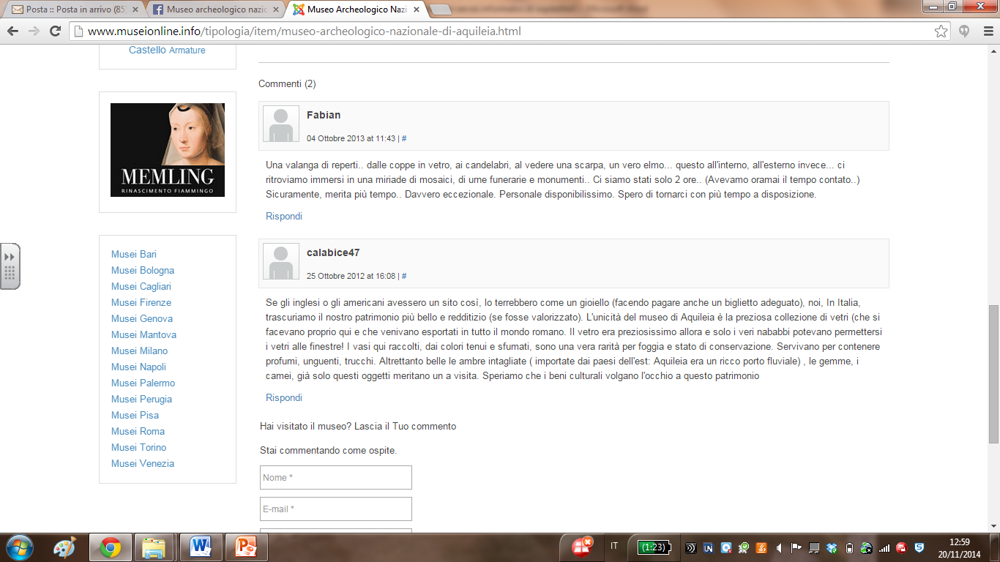 Posta :: Posta in arrivo (85)
Museo archeologico nazio
Museo Archeologico Nazi
www.museionline.info/tipologia/item/museo-archeologico-nazionale-di-aquileia.html
Castello Armature
MEMLING
RINASCIMENTO FIAMMINGO
Musei Bari
Musei Bologna
Musei Cagliari
Musei Firenze
Musei Genova
Musei Mantova
Musei Milano
Musei Napoli
Musei Palermo
Musei Perugia
Musei Pisa
Musei Roma
Musei Torino
Musei Venezia
Commenti (2)
Fabian
04 Ottobre 2013 at 11:43 | #
Una valanga di reperti.. dalle coppe in vetro, ai candelabri, al vedere una scarpa, un vero elmo... questo all'interno, all'esterno invece... ci
ritroviamo immersi in una miriade di mosaici, di urne funerarie e monumenti.. Ci siamo stati solo 2 ore.. (Avevamo oramai il tempo contato..)
Sicuramente, merita più tempo.. Davvero eccezionale. Personale disponibilissimo. Spero di tornarci con più tempo a disposizione.
Rispondi
calabice47
25 Ottobre 2012 at 16:08 | #
Se gli inglesi o gli americani avessero un sito così, lo terrebbero come un gioiello (facendo pagare anche un biglietto adeguato), noi, In Italia,
trascuriamo il nostro patrimonio più bello e redditizio (se fosse valorizzato). L'unicità del museo di Aquileia è la preziosa collezione di vetri (che si
facevano proprio qui e che venivano esportati in tutto il mondo romano. Il vetro era preziosissimo allora e solo i veri nababbi potevano permettersi
i vetri alle finestre! I vasi qui raccolti, dai colori tenui e sfumati, sono una vera rarità per foggia e stato di conservazione. Servivano per contenere
profumi, unguenti, trucchi. Altrettanto belle le ambre intagliate ( importate dai paesi dell'est: Aquileia era un ricco porto fluviale) , le gemme, i
camei, già solo questi oggetti meritano un a visita. Speriamo che i beni culturali volgano l'occhio a questo patrimonio
Rispondi
Hai visitato il museo? Lascia il Tuo commento
Stai commentando come ospite.
Nome *
E-mail *
IT
(1:23)
12:59
20/11/2014